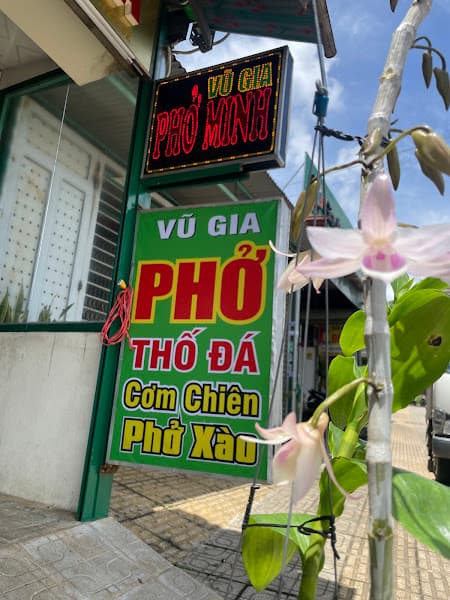 VŨ GIA
PHỞ MINH
VŨ GIA
PHỞ
THỐ ĐÁ
Cơm Chiên
Phở Xào